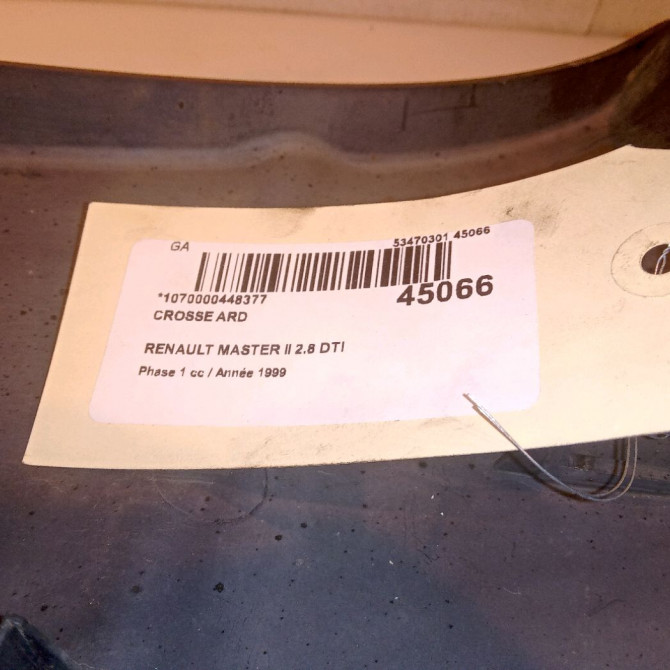 GA
53470301 45066
*1070000448377
45066
CROSSE ARD
RENAULT MASTER II 2.8 DTI
Phase 1 cc / Année 1999